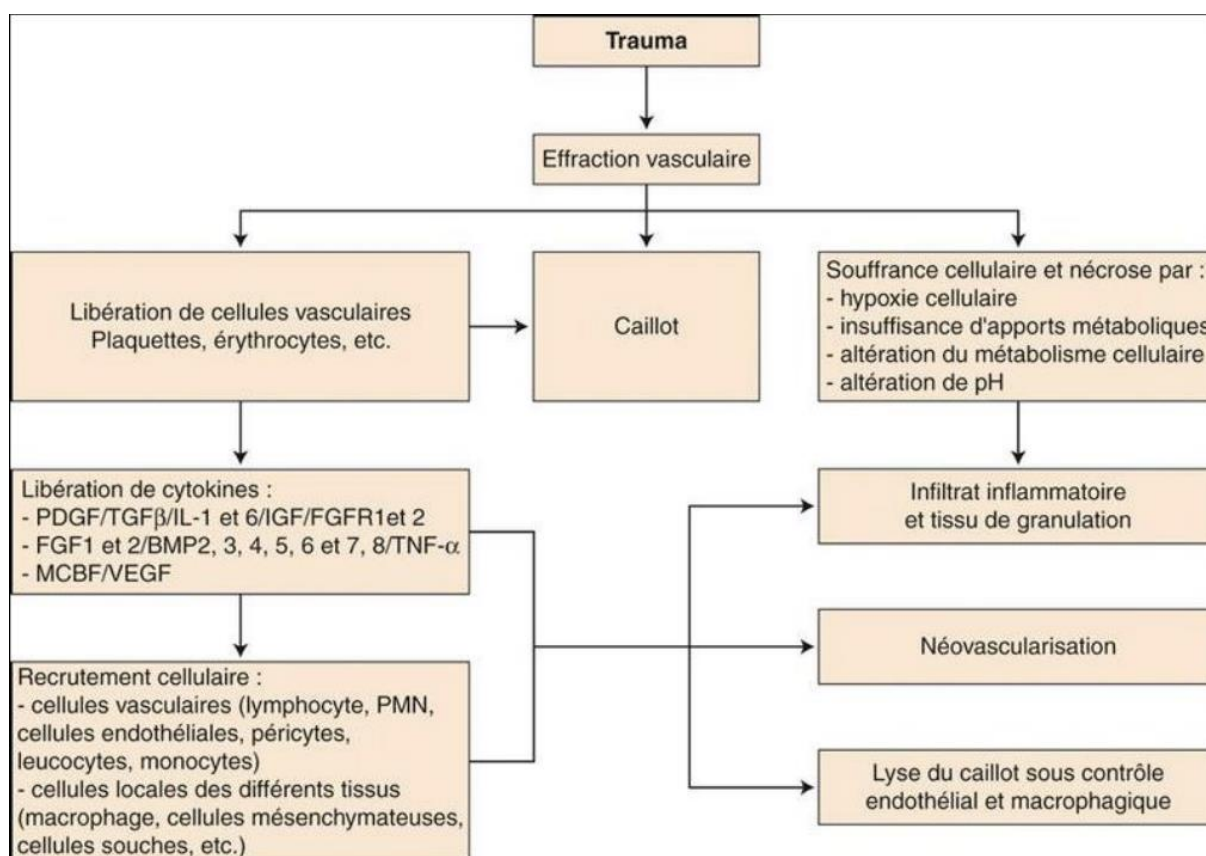 Trauma
Effraction vasculaire
Libération de cellules vasculaires
Plaquettes, érythrocytes, etc.
Caillot
Souffrance cellulaire et nécrose par :
- hypoxie cellulaire
- insuffisance d'apports métaboliques
- altération du métabolisme cellulaire
- altération de pH
Libération de cytokines :
- PDGF/TGFβ/IL-1 et 6/IGF/FGFR1et 2
- FGF1 et 2/BMP2, 3, 4, 5, 6 et 7, 8/TNF-α
- MCBF/VEGF
Infiltrat inflammatoire
et tissu de granulation
Néovascularisation
Recrutement cellulaire :
- cellules vasculaires (lymphocyte, PMN,
cellules endothéliales, péricytes,
leucocytes, monocytes)
- cellules locales des différents tissus
(macrophage, cellules mésenchymateuses,
cellules souches, etc.)
Lyse du caillot sous contrôle
endothélial et macrophagique